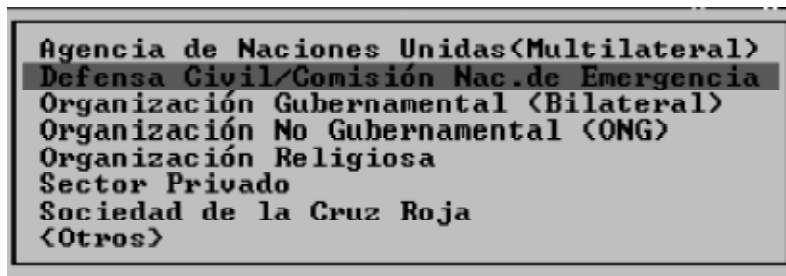 Agencia de Naciones Unidas(Multilateral)
Defensa Civil/Comisión Nac.de Emergencia
Organización Gubernamental (Bilateral)
Organización No Gubernamental (ONG)
Organización Religiosa
Sector Privado
Sociedad de la Cruz Roja
<Otros>